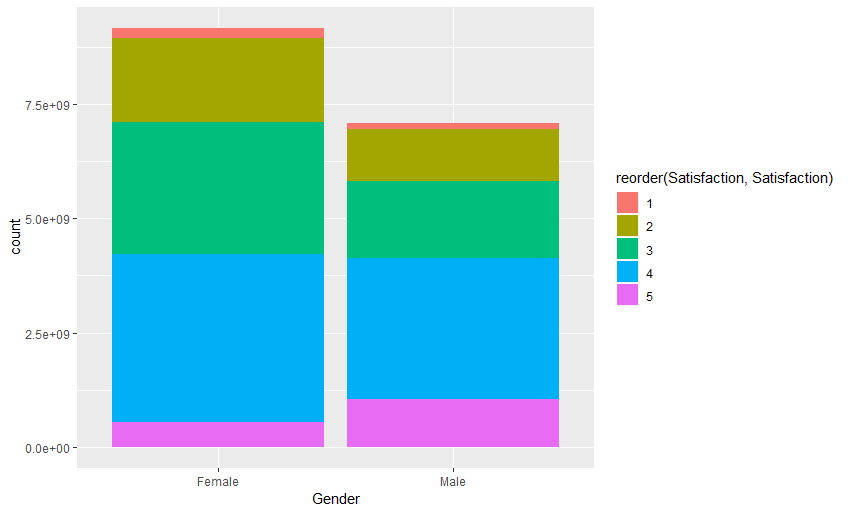 7.5e+09
5.0e+09
2.5e+09
0.0e+00
count
Female
Male
Gender
reorder(Satisfaction, Satisfaction)
1
2
3
4
5